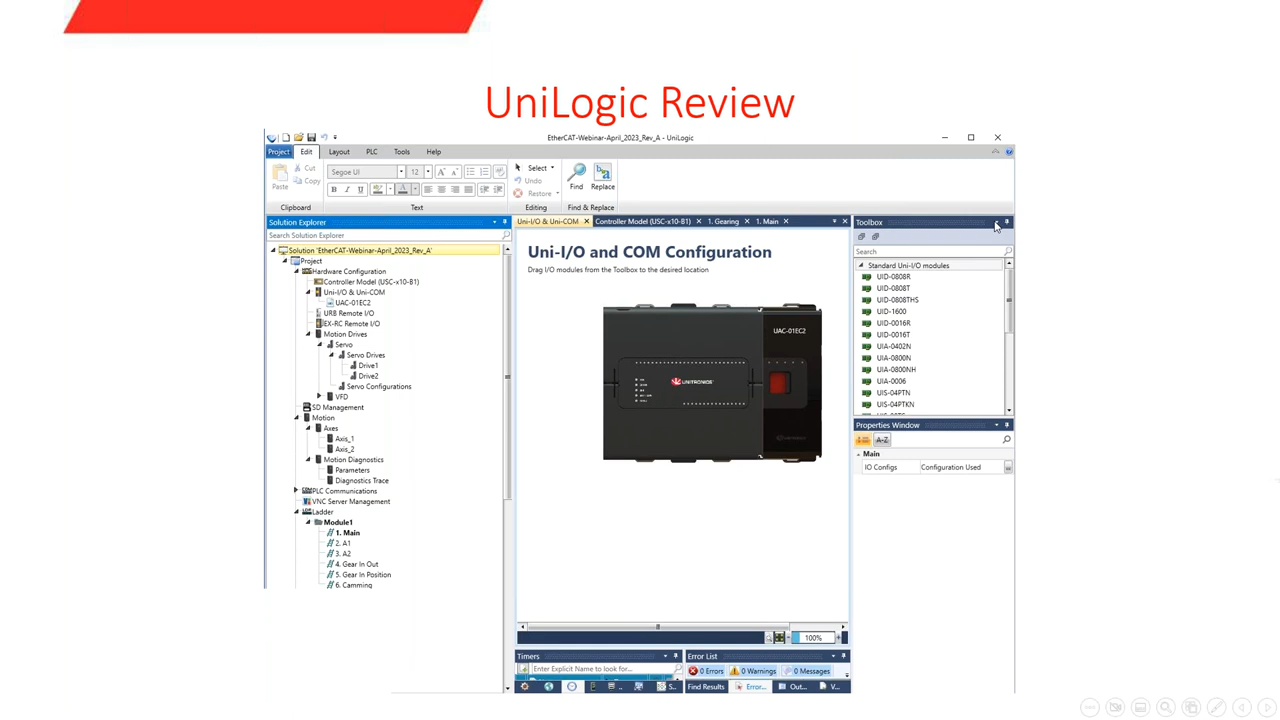 UniLogic Review
EtherCAT-Webinar-April_2023_Rev_A - UniLogic
Project Edit Layout PLC Tools Help
Paste
Cut
Copy
Clipboard
Segoe UI 12
B I U
Text
Select
Undo
Restore
Editing
Find
Replace
Find & Replace
Solution Explorer
Search Solution Explorer
Solution 'EtherCAT-Webinar-April_2023_Rev_A'
Project
Hardware Configuration
Controller Model (USC-x10-B1)
Uni-I/O & Uni-COM
UAC-01EC2
URB Remote I/O
EX-RC Remote I/O
Motion Drives
Servo
Servo Drives
Drive1
Drive2
Servo Configurations
VFD
SD Management
Motion
Axes
Axis_1
Axis_2
Motion Diagnostics
Parameters
Diagnostics Trace
PLC Communications
VNC Server Management
Ladder
Module1
1. Main
2. A1
3. A2
4. Gear In Out
5. Gear In Position
6. Camming
Uni-I/O & Uni-COM Controller Model (USC-x10-B1) 1. Gearing 1. Main
Uni-I/O and COM Configuration
Drag I/O modules from the Toolbox to the desired location
UAC-01EC2
UNITRONICS
100%
Timers
Enter Explicit Name to look for...
S...
Error List
0 Errors 0 Warnings 0 Messages
Find Results Error... Out... V...
Toolbox
Search
Standard Uni-I/O modules
UID-0808R
UID-0808T
UID-0808THS
UID-1600
UID-0016R
UID-0016T
UIA-0402N
UIA-0800N
UIA-0800NH
UIA-0006
UIS-04PTN
UIS-04PTKN
Properties Window
A-Z
Main
IO Configs Configuration Used